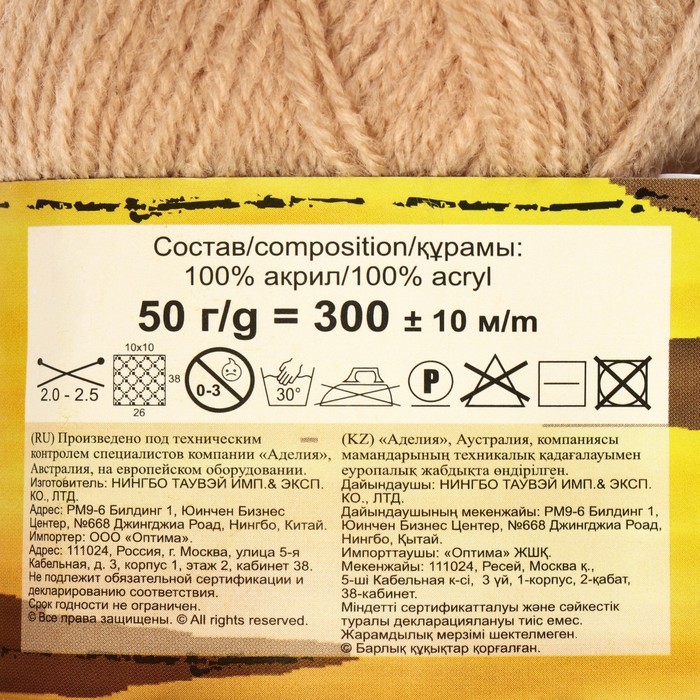 Состав/composition/құрамы:
100% акрил/100% acryl
50 г/g = 300 ± 10 м/m
10x10
2.0 - 2.5
38
26
0-3
30°
P
(RU) Произведено под техническим
контролем специалистов компании «Аделия»,
Австралия, на европейском оборудовании.
Изготовитель: НИНГБО ТАУВЭЙ ИМП.& ЭКСП.
КО., ЛТД.
Адрес: РМ9-6 Билдинг 1, Юинчен Бизнес
Центр, №668 Джингджиа Роад, Нингбо, Китай.
Импортер: ООО «Оптима».
Адрес: 111024, Россия, г. Москва, улица 5-я
Кабельная, д. 3, корпус 1, этаж 2, кабинет 38.
Не подлежит обязательной сертификации и
декларированию соответствия.
Срок годности не ограничен.
© Все права защищены. © All rights reserved.
(KZ) «Аделия», Аустралия, компаниясы
мамандарының техникалық қадағалауымен
еуропалық жабдықта өндірілген.
Дайындаушы: НИНГБО ТАУВЭЙ ИМП.& ЭКСП.
КО., ЛТД.
Дайындаушының мекенжайы: РМ9-6 Билдинг 1,
Юинчен Бизнес Центр, №668 Джингджиа Роад,
Нингбо, Қытай.
Импорттаушы: «Оптима» ЖШҚ.
Мекенжайы: 111024, Ресей, Москва қ.,
5-ші Кабельная к-сі, 3 үй, 1-корпус, 2-қабат,
38-кабинет.
Міндетті сертификатталуы және сәйкестік
туралы декларациялануы тиіс емес.
Жарамдылық мерзімі шектелмеген.
© Барлық құқықтар қорғалған.